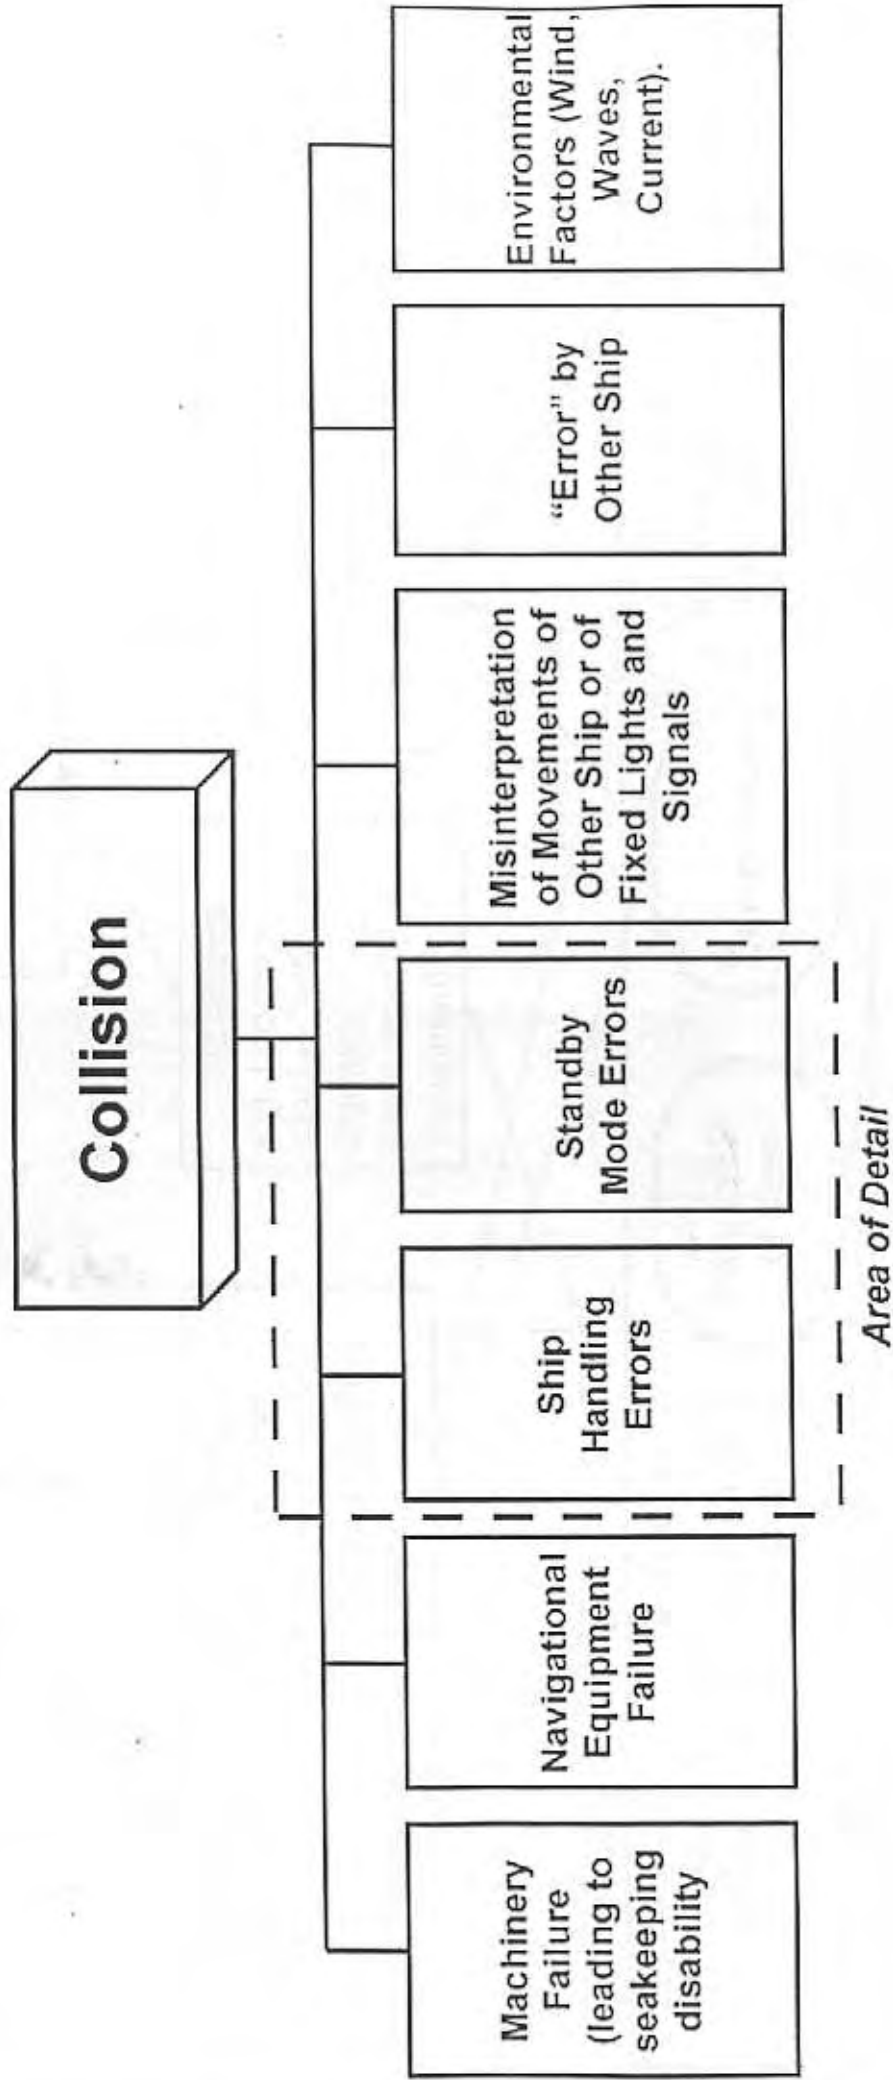 Collision
Machinery
Failure
(leading to
seakeeping
disability
Navigational
Equipment
Failure
Ship
Handling
Errors
Standby
Mode Errors
Misinterpretation
of Movements of
Other Ship or of
Fixed Lights and
Signals
“Error” by
Other Ship
Environmental
Factors (Wind,
Waves,
Current).
Area of Detail